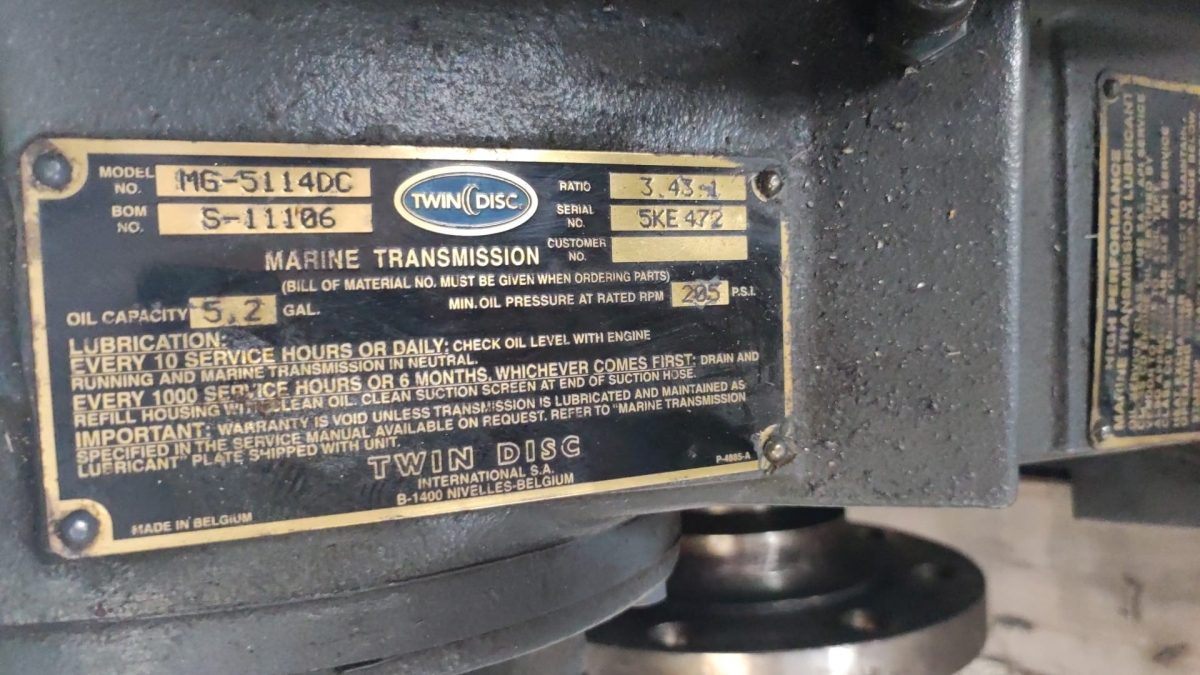 MODEL NO. MG-5114DC
BOM NO. S-11106
TWIN DISC
RATIO 3.43:1
SERIAL NO. 5KE472
CUSTOMER NO.
MARINE TRANSMISSION
(BILL OF MATERIAL NO. MUST BE GIVEN WHEN ORDERING PARTS)
OIL CAPACITY 5.2 GAL.
MIN. OIL PRESSURE AT RATED RPM 205 P.S.I.
LUBRICATION:
EVERY 10 SERVICE HOURS OR DAILY: CHECK OIL LEVEL WITH ENGINE
RUNNING AND MARINE TRANSMISSION IN NEUTRAL.
EVERY 1000 SERVICE HOURS OR 6 MONTHS, WHICHEVER COMES FIRST: DRAIN AND
REFILL HOUSING WITH CLEAN OIL. CLEAN SUCTION SCREEN AT END OF SUCTION HOSE.
IMPORTANT: WARRANTY IS VOID UNLESS TRANSMISSION IS LUBRICATED AND MAINTAINED AS
SPECIFIED IN THE SERVICE MANUAL AVAILABLE ON REQUEST. REFER TO "MARINE TRANSMISSION
LUBRICANT" PLATE SHIPPED WITH UNIT.
TWIN DISC
INTERNATIONAL S.A.
B-1400 NIVELLES-BELGIUM
P-4885-A
MADE IN BELGIUM
HIGH PERFORMANCE
TRANSMISSION LUBRICANT